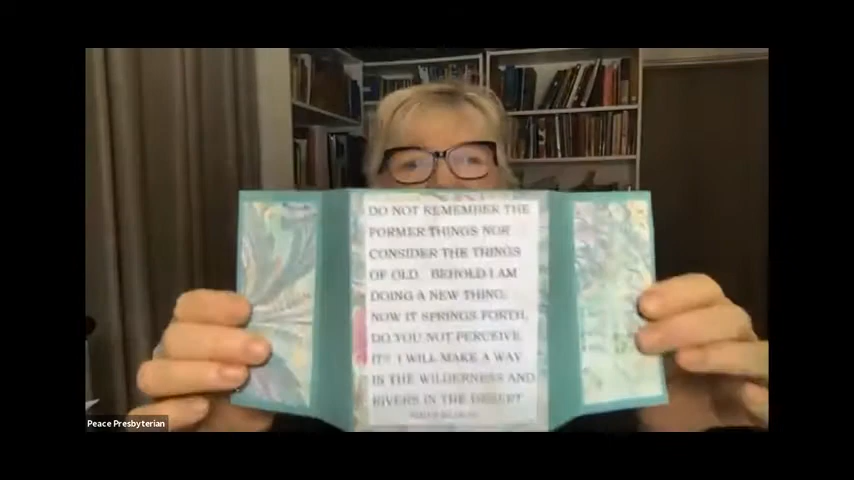 DO NOT REMEMBER THE
FORMER THINGS NOR
CONSIDER THE THINGS
OF OLD. BEHOLD I AM
DOING A NEW THING;
NOW IT SPRINGS FORTH,
DO YOU NOT PERCEIVE
IT? I WILL MAKE A WAY
IN THE WILDERNESS AND
RIVERS IN THE DESERT
Peace Presbyterian